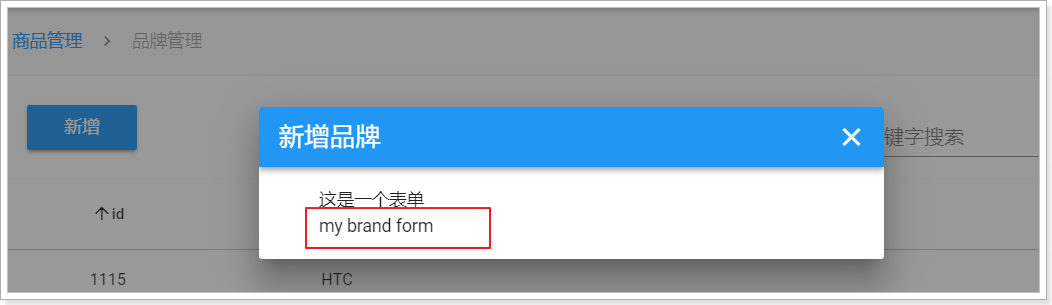 商品管理 > 品牌管理
新增
键字搜索
新增品牌
这是一个表单
my brand form
id
1115 HTC